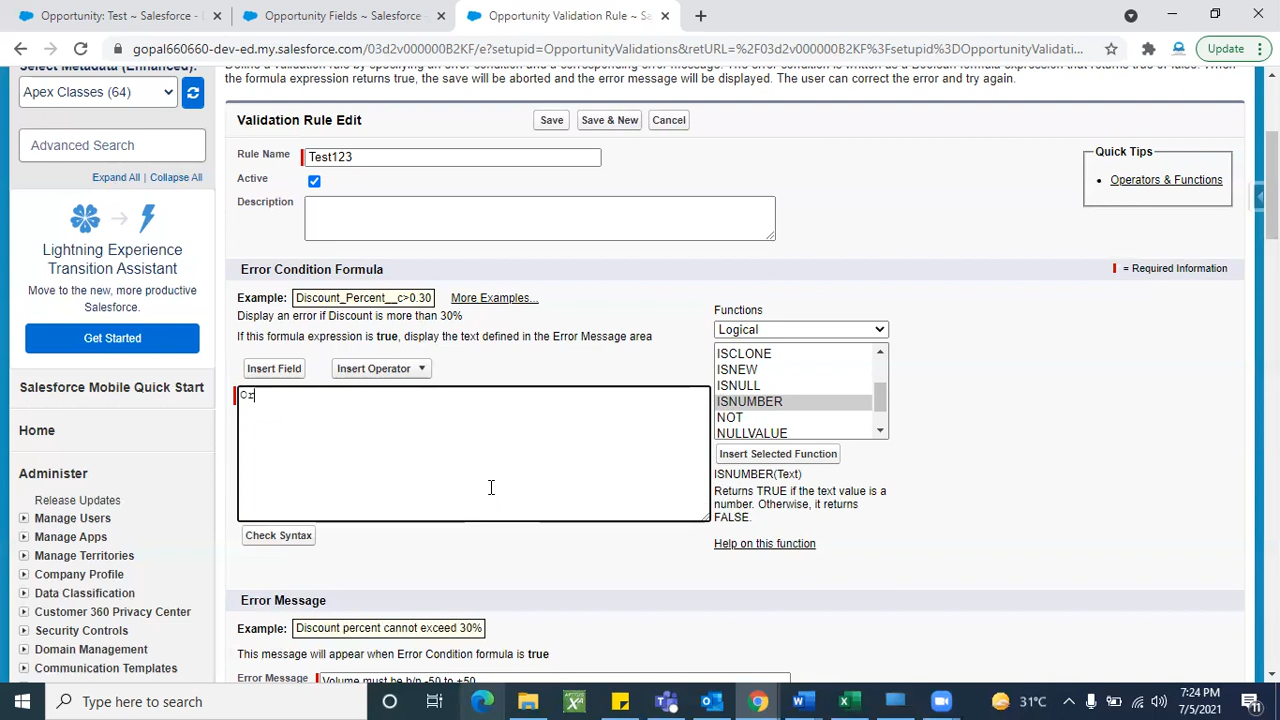 Opportunity: Test ~ Salesforce - D
Opportunity Fields ~ Salesforce -
Opportunity Validation Rule ~ Sa
gopal660660-dev-ed.my.salesforce.com/03d2v000000B2KF/e?setupid=OpportunityValidations&retURL=%2F03d2v000000B2KF%3Fsetupid%3DOpportunityValidati...
Update
Select Metadata (Enhanced):
Apex Classes (64)
Advanced Search
Expand All | Collapse All
Lightning Experience
Transition Assistant
Move to the new, more productive
Salesforce.
Get Started
Salesforce Mobile Quick Start
Home
Administer
Release Updates
Manage Users
Manage Apps
Manage Territories
Company Profile
Data Classification
Customer 360 Privacy Center
Security Controls
Domain Management
Communication Templates
the formula expression returns true, the save will be aborted and the error message will be displayed. The user can correct the error and try again.
Validation Rule Edit
Save
Save & New
Cancel
Rule Name
Test123
Active
Description
Quick Tips
Operators & Functions
Error Condition Formula
= Required Information
Example: Discount_Percent__c>0.30 More Examples...
Display an error if Discount is more than 30%
If this formula expression is true, display the text defined in the Error Message area
Insert Field
Insert Operator
Or
Check Syntax
Functions
Logical
ISCLONE
ISNEW
ISNULL
ISNUMBER
NOT
NULLVALUE
Insert Selected Function
ISNUMBER(Text)
Returns TRUE if the text value is a
number. Otherwise, it returns
FALSE.
Help on this function
Error Message
Example: Discount percent cannot exceed 30%
This message will appear when Error Condition formula is true
Error Message
Volume must be b/n -50 to +50
Type here to search
31°C
7:24 PM
7/5/2021
11